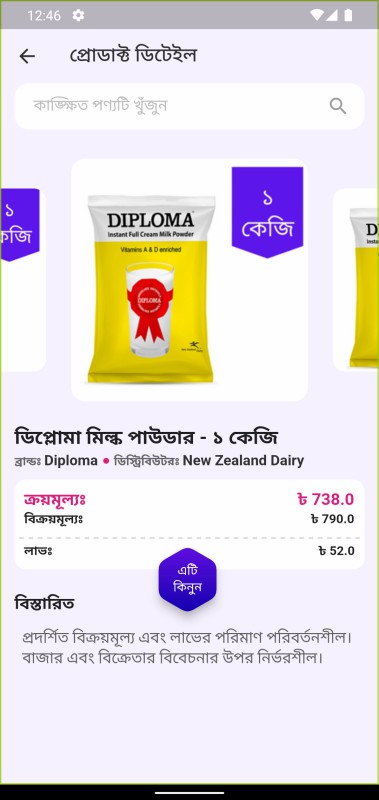 12:46
প্রোডাক্ট ডিটেইল
কাঙ্ক্ষিত পণ্যটি খুঁজুন
১
কেজি
DIPLOMA
Instant Full Cream Milk Powder
Vitamins A & D enriched
DIPLOMA
১
কেজি
ডিপ্লোমা মিল্ক পাউডার - ১ কেজি
ব্রান্ডঃ Diploma • ডিস্ট্রিবিউটরঃ New Zealand Dairy
ক্রয়মূল্যঃ ৳ 738.0
বিক্রয়মূল্যঃ ৳ 790.0
লাভঃ ৳ 52.0
এটি
কিনুন
বিস্তারিত
প্রদর্শিত বিক্রয়মূল্য এবং লাভের পরিমাণ পরিবর্তনশীল।
বাজার এবং বিক্রেতার বিবেচনার উপর নির্ভরশীল।